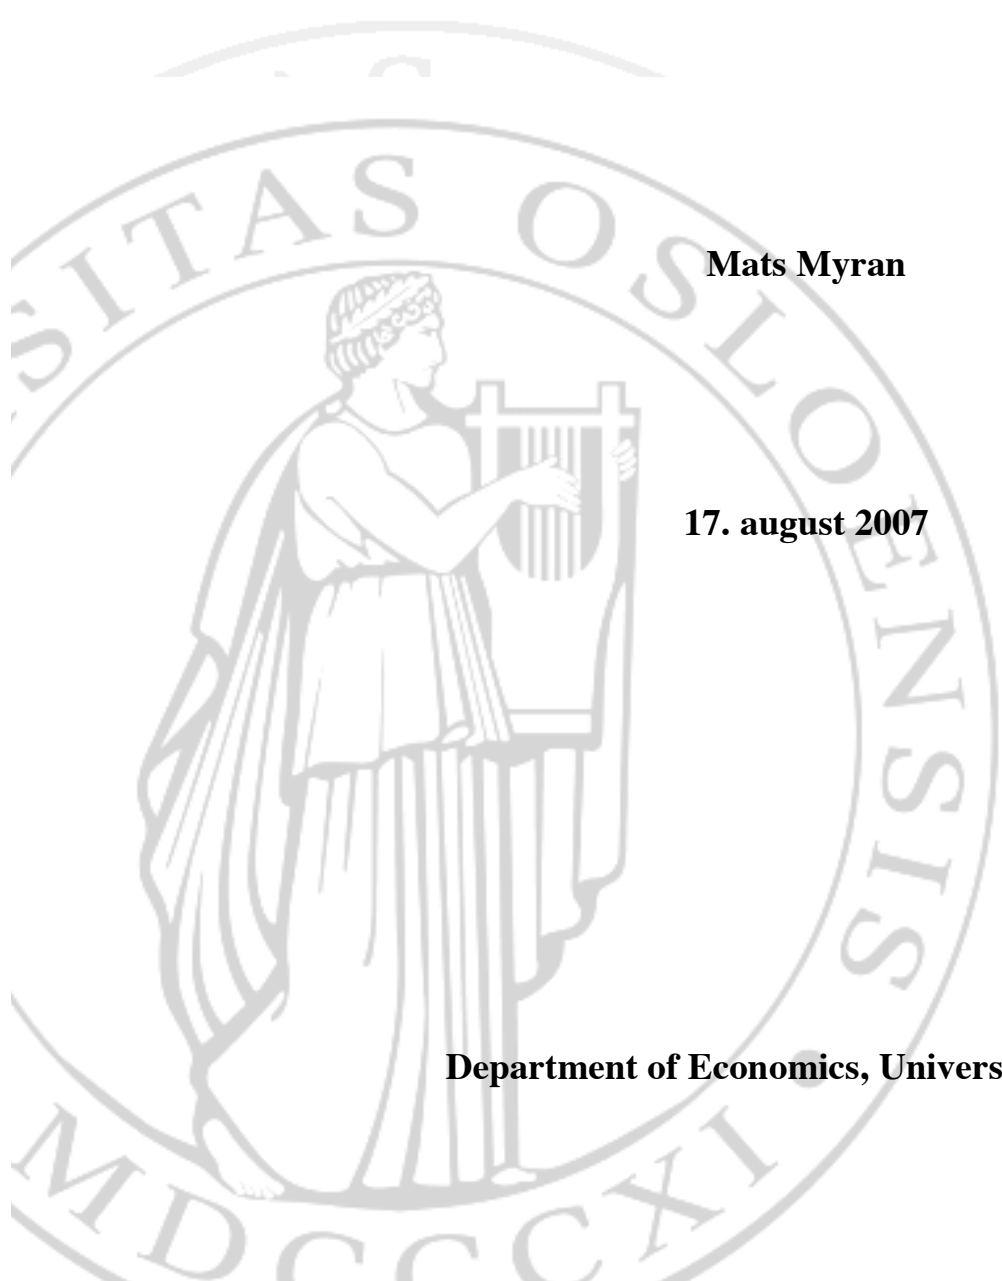 SITAS OSLOENSIS
Mats Myran
17. august 2007
Department of Economics, Univers
MDCCCXI